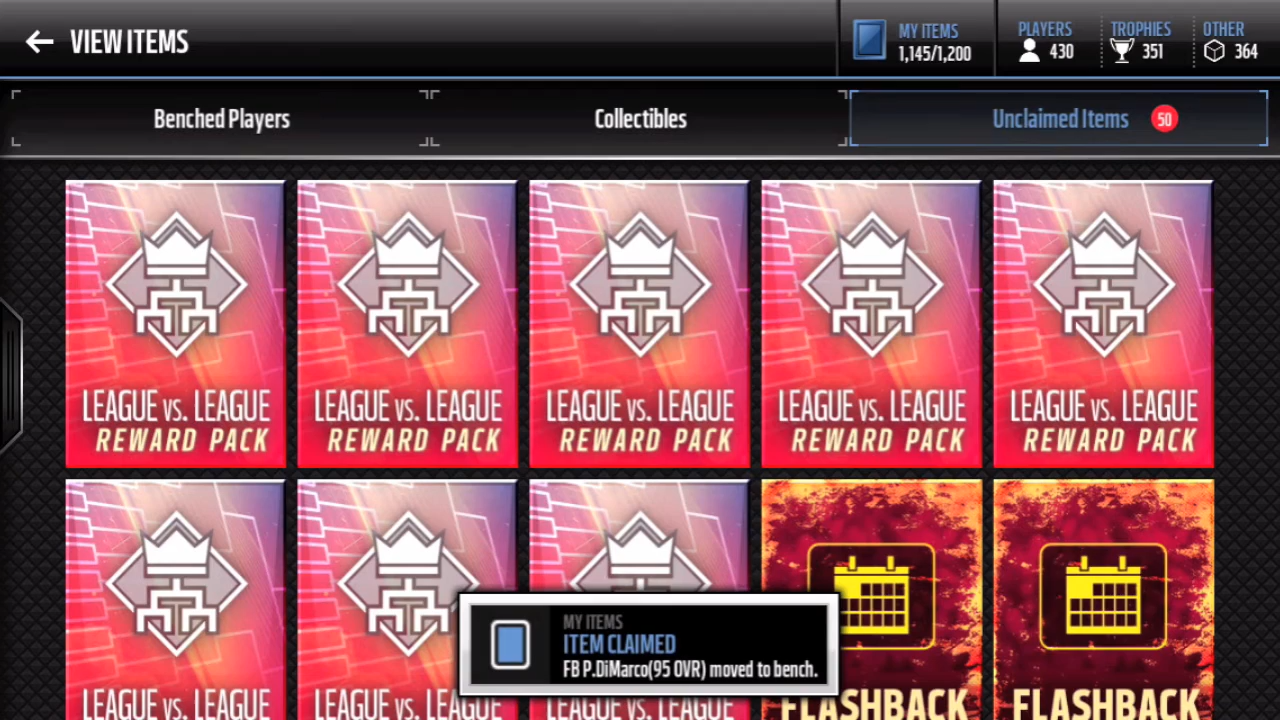 VIEW ITEMS
MY ITEMS
1,145/1,200
PLAYERS
430
TROPHIES
351
OTHER
364
Benched Players
Collectibles
Unclaimed Items
50
LEAGUE VS. LEAGUE
REWARD PACK
LEAGUE VS. LEAGUE
REWARD PACK
LEAGUE VS. LEAGUE
REWARD PACK
LEAGUE VS. LEAGUE
REWARD PACK
LEAGUE VS. LEAGUE
REWARD PACK
LEAGUE VS. LEAGUE
LEAGUE VS. LEAGUE
LEAGUE VS. LEAGUE
FLASHBACK
FLASHBACK
MY ITEMS
ITEM CLAIMED
FB P.DiMarco(95 OVR) moved to bench.